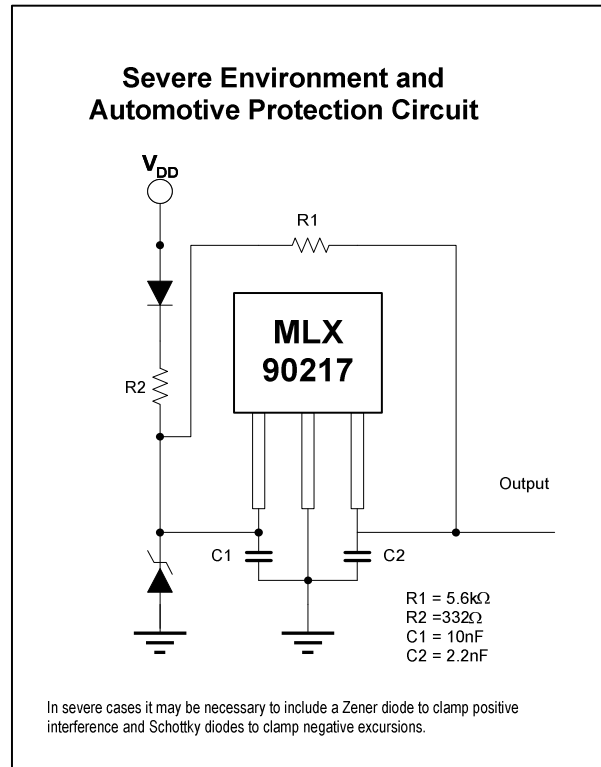 Severe Environment and
Automotive Protection Circuit
VDD
R1
MLX
90217
R2
Output
C1
C2
R1 = 5.6kΩ
R2 =332Ω
C1 = 10nF
C2 = 2.2nF
In severe cases it may be necessary to include a Zener diode to clamp positive
interference and Schottky diodes to clamp negative excursions.